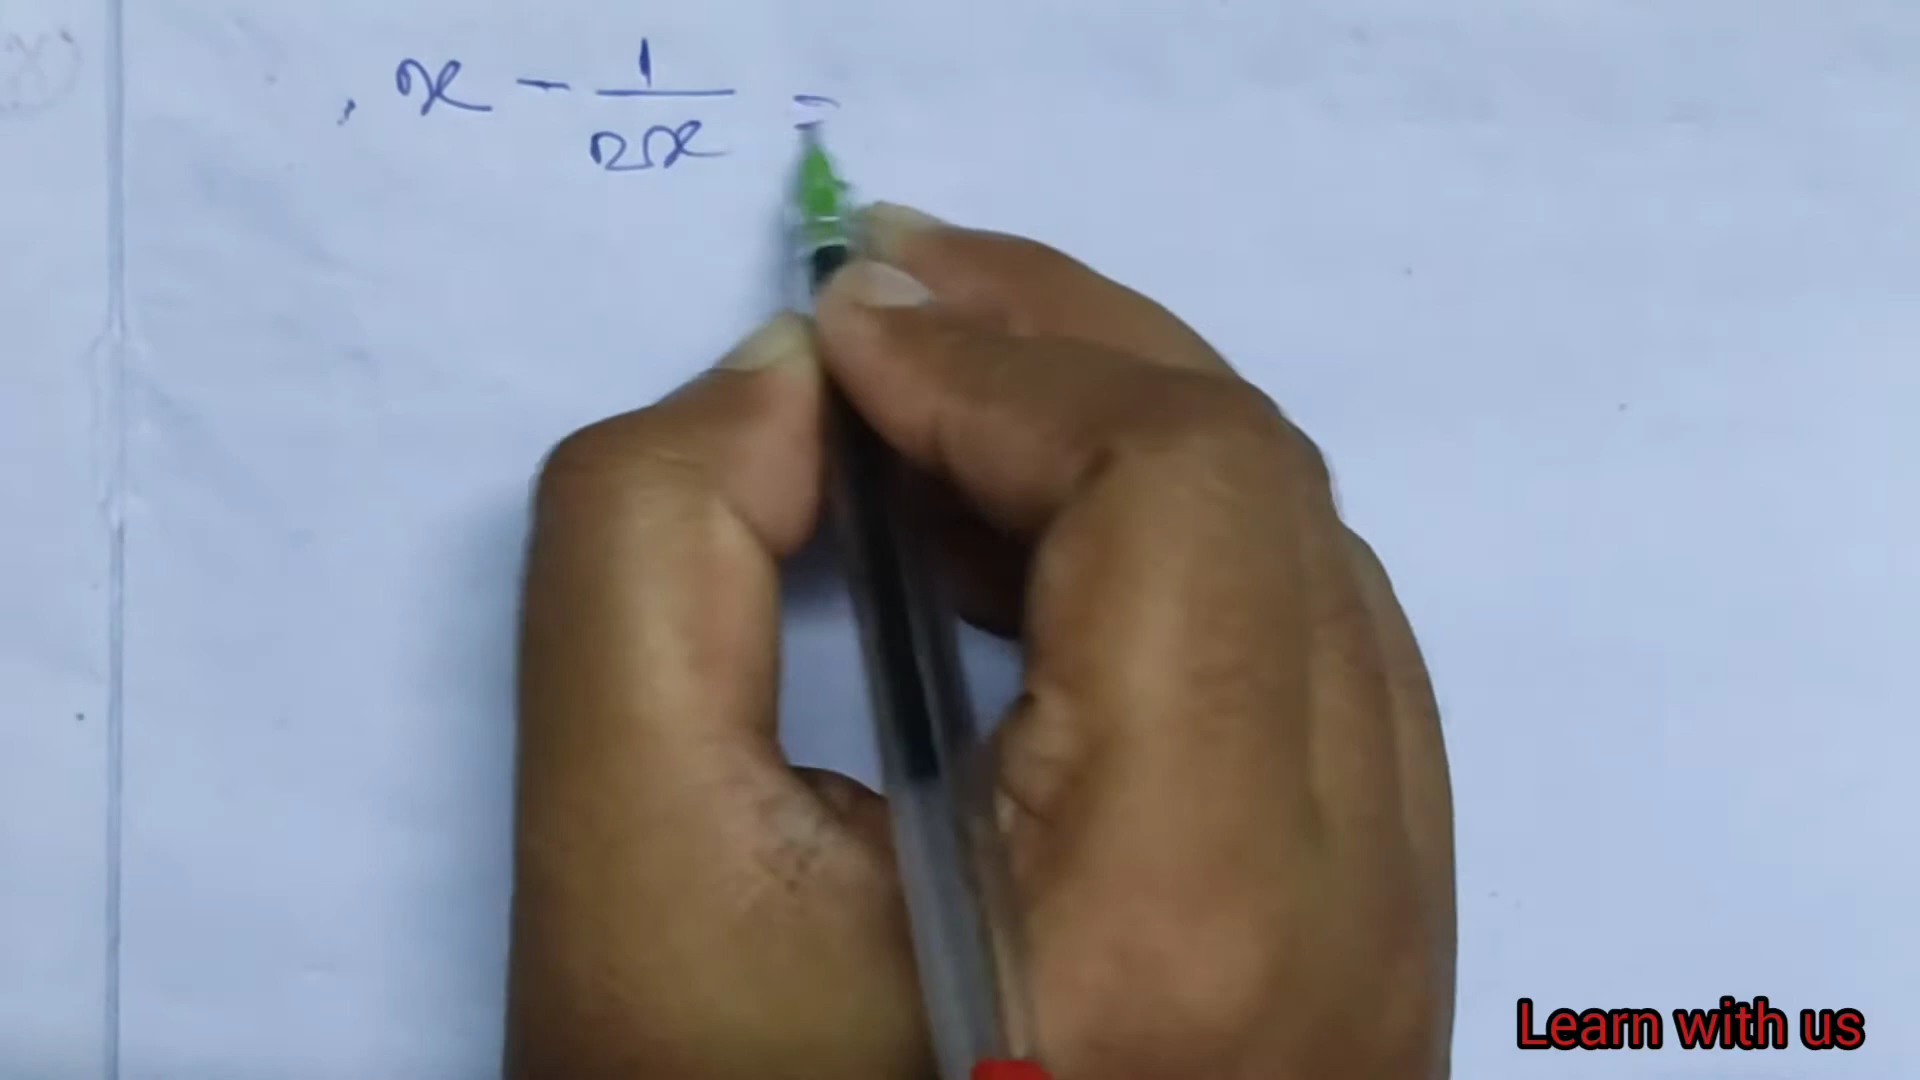 , x - 1/2x =
Learn with us